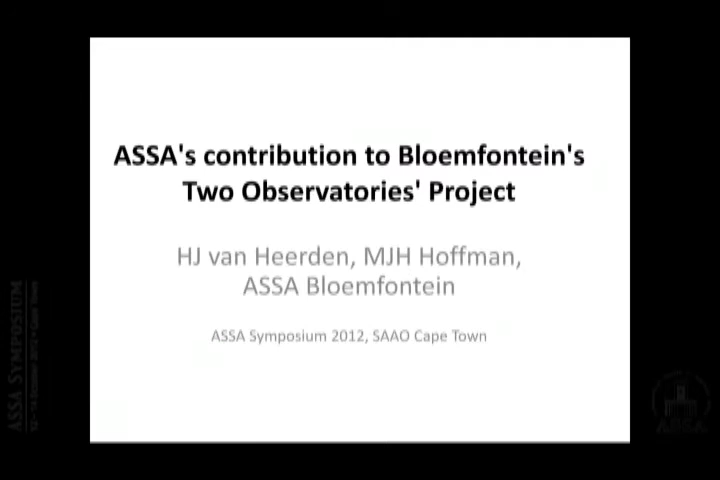 ASSA's contribution to Bloemfontein's
Two Observatories' Project
HJ van Heerden, MJH Hoffman,
ASSA Bloemfontein
ASSA Symposium 2012, SAAO Cape Town
ASSA SYMPOSIUM
ASSA